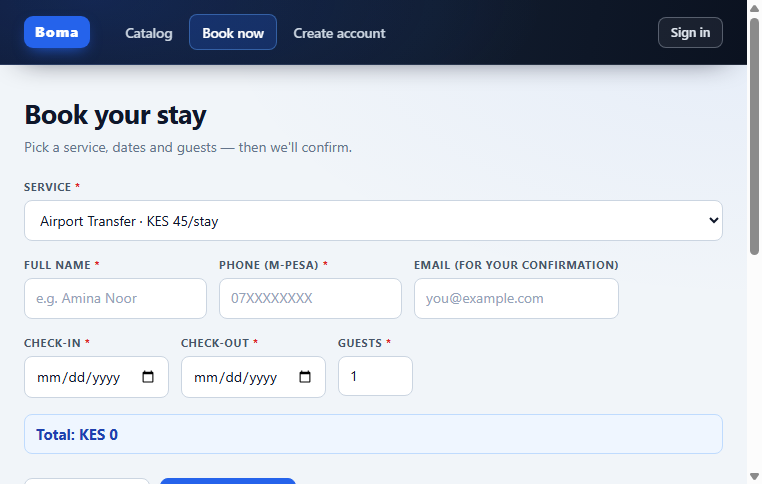 Boma Catalog Book now Create account Sign in
Book your stay
Pick a service, dates and guests — then we'll confirm.
SERVICE *
Airport Transfer · KES 45/stay
FULL NAME * PHONE (M-PESA) * EMAIL (FOR YOUR CONFIRMATION)
e.g. Amina Noor 07XXXXXXXX you@example.com
CHECK-IN * CHECK-OUT * GUESTS *
mm/dd/yyyy mm/dd/yyyy 1
Total: KES 0